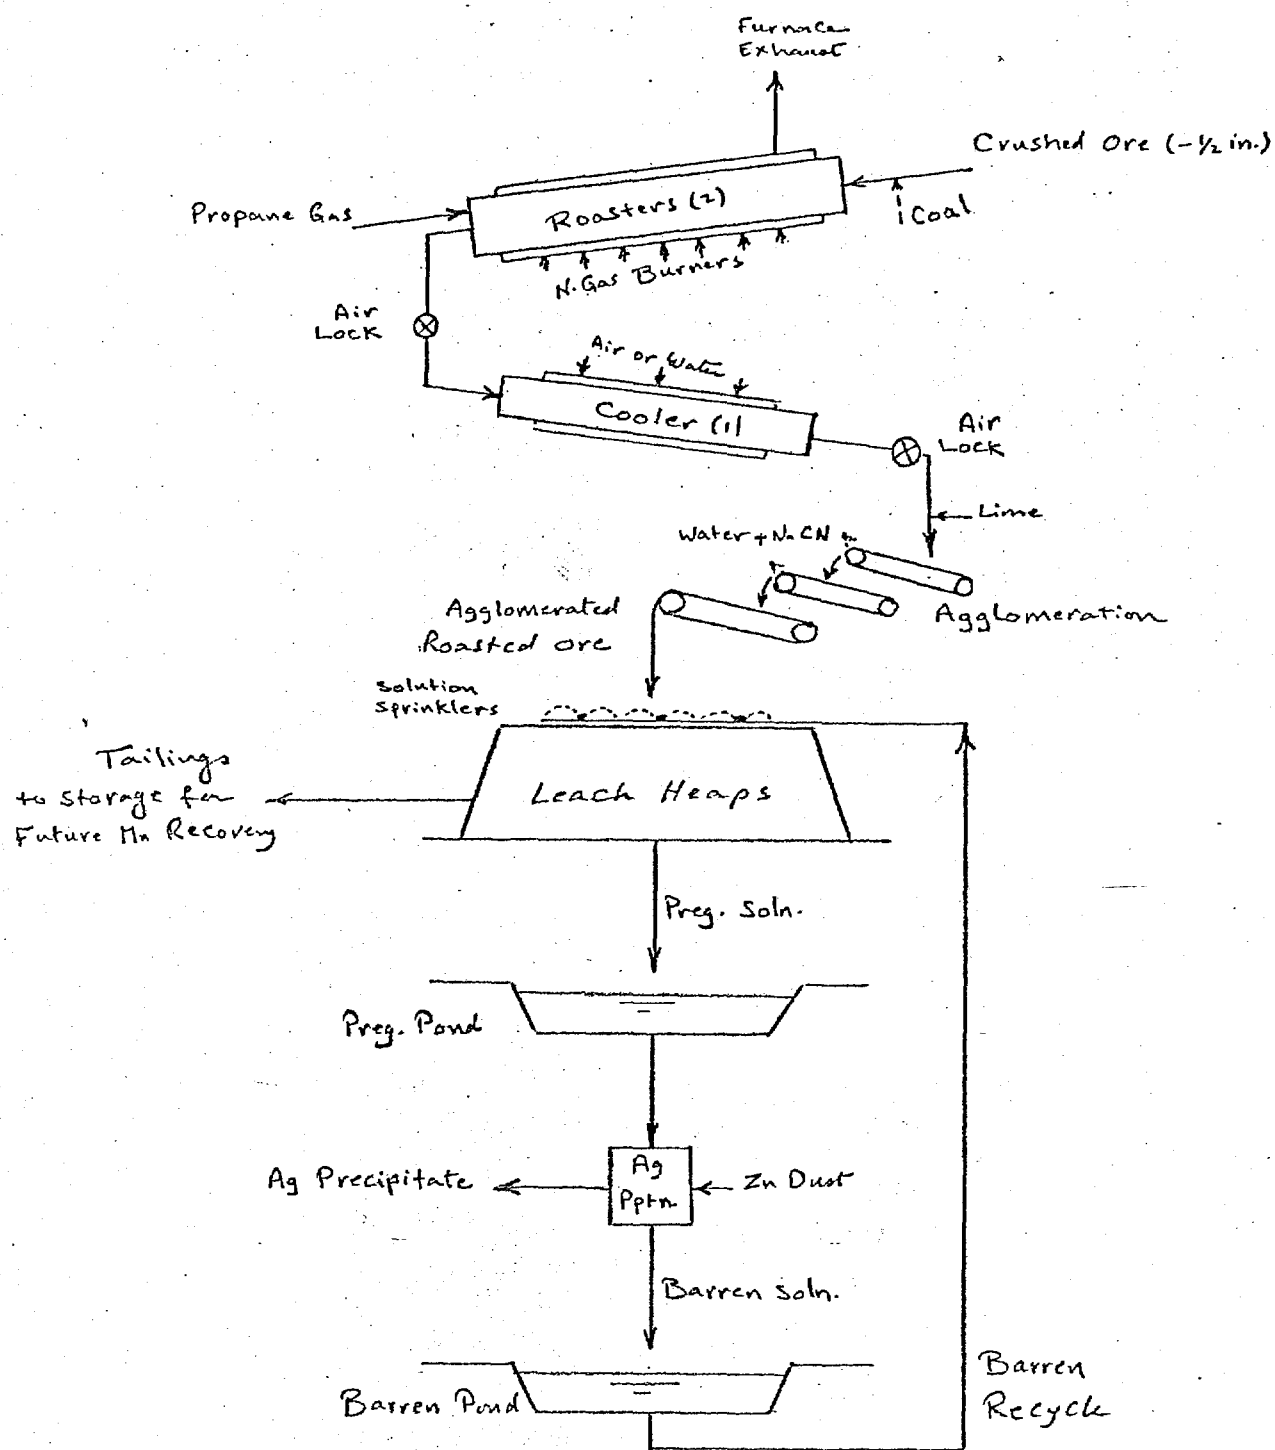 Furnace
Exhaust
Crushed Ore (-1/2 in.)
Coal
Propane Gas
Roasters (2)
N. Gas Burners
Air
Lock
Air or Water
Cooler (1)
Air
Lock
Lime
Water + NaCN
Agglomeration
Agglomerated
Roasted ore
Solution
Sprinklers
Leach Heaps
Tailings
to Storage for
Future Mn Recovery
Preg. Soln.
Preg. Pond
Ag
Pptn.
Ag Precipitate
Zn Dust
Barren Soln.
Barren Pond
Barren
Recycle